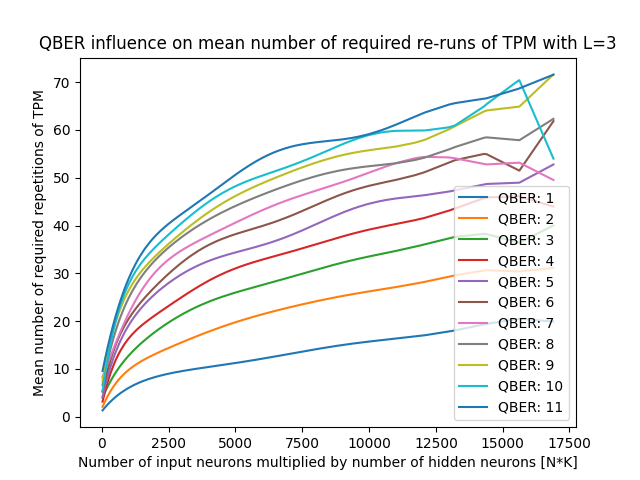 QBER influence on mean number of required re-runs of TPM with L=3
Mean number of required repetitions of TPM
70
60
50
40
30
20
10
0
QBER: 1
QBER: 2
QBER: 3
QBER: 4
QBER: 5
QBER: 6
QBER: 7
QBER: 8
QBER: 9
QBER: 10
QBER: 11
0 2500 5000 7500 10000 12500 15000 17500
Number of input neurons multiplied by number of hidden neurons [N*K]